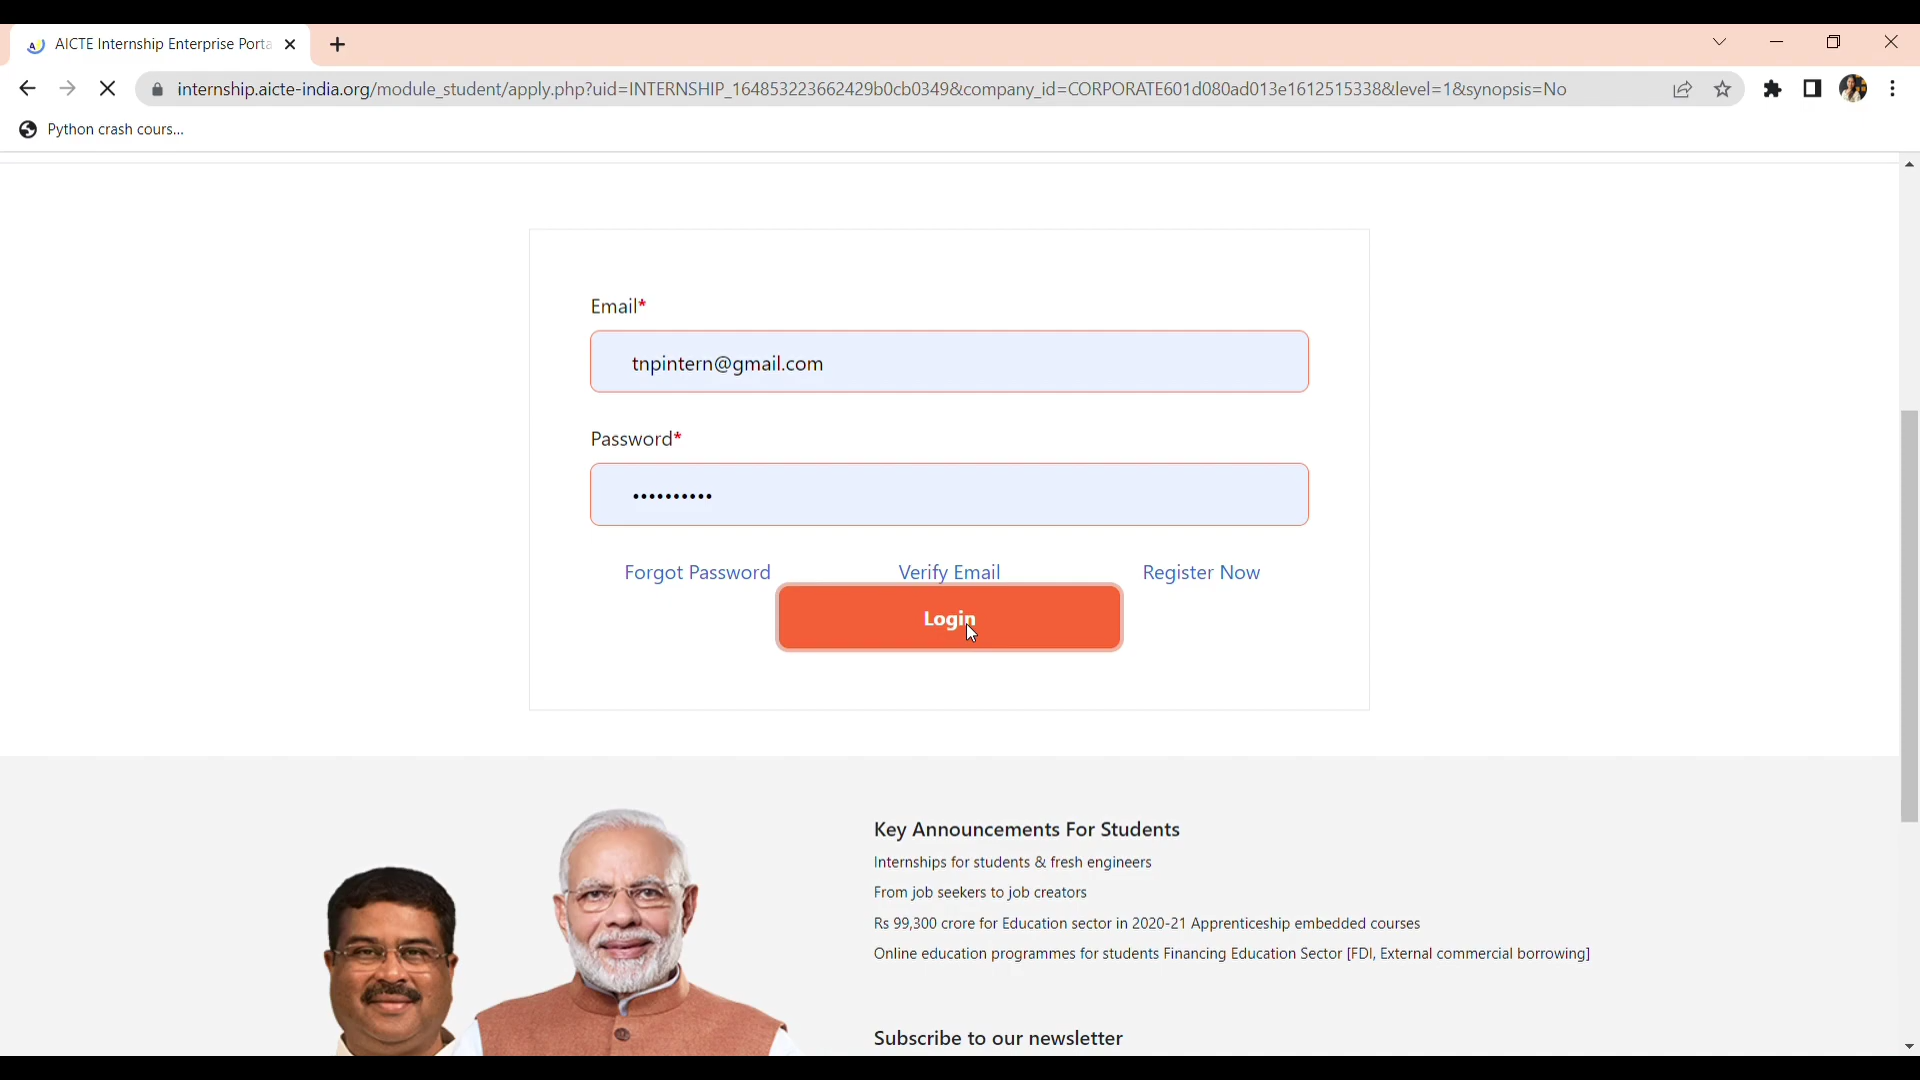 AICTE Internship Enterprise Porta
internship.aicte-india.org/module_student/apply.php?uid=INTERNSHIP_164853223662429b0cb0349&company_id=CORPORATE601d080ad013e1612515338&level=1&synopsis=No
Python crash cours...
Email*
tnpintern@gmail.com
Password*
••••••••••
Forgot Password Verify Email Register Now
Login
Key Announcements For Students
Internships for students & fresh engineers
From job seekers to job creators
Rs 99,300 crore for Education sector in 2020-21 Apprenticeship embedded courses
Online education programmes for students Financing Education Sector [FDI, External commercial borrowing]
Subscribe to our newsletter